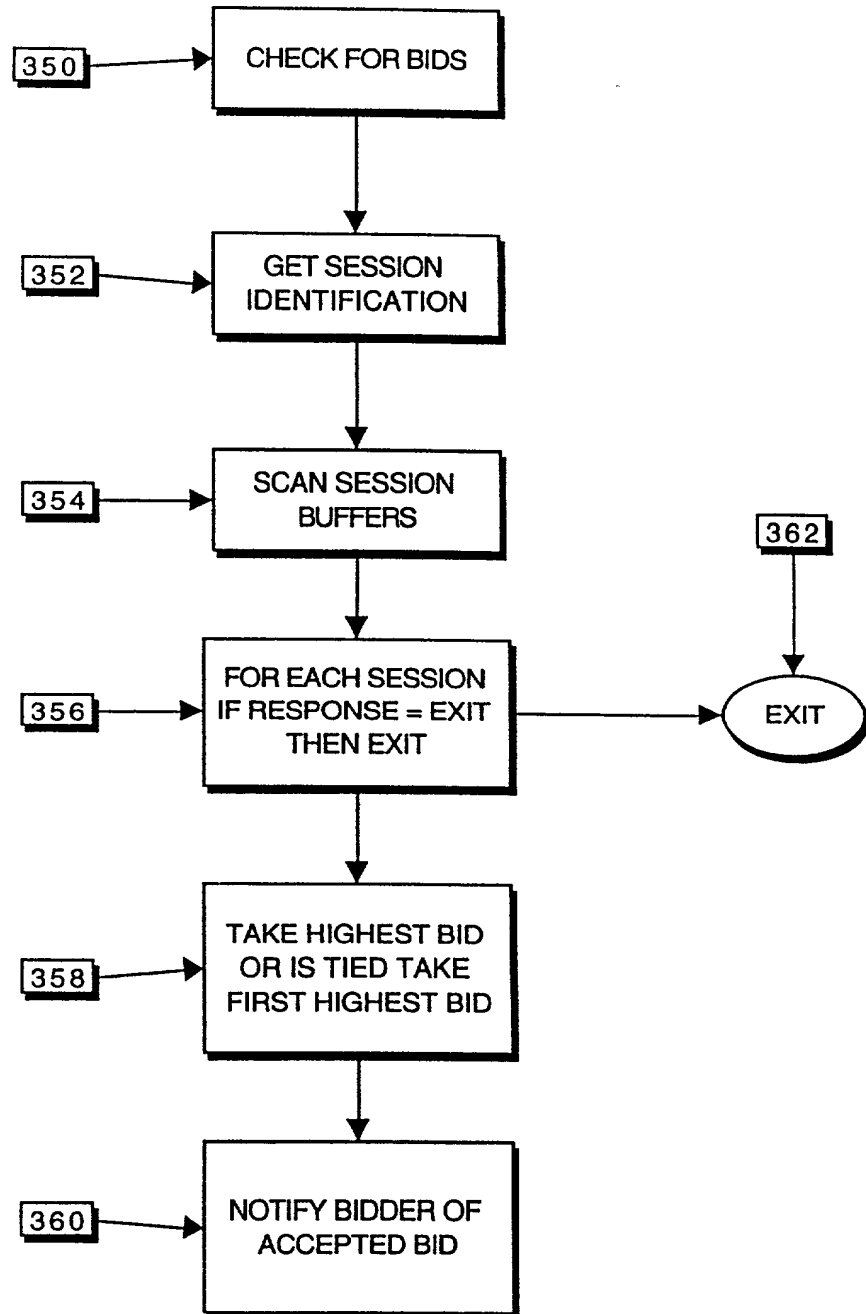 350
CHECK FOR BIDS
352
GET SESSION
IDENTIFICATION
354
SCAN SESSION
BUFFERS
362
356
FOR EACH SESSION
IF RESPONSE = EXIT
THEN EXIT
EXIT
358
TAKE HIGHEST BID
OR IS TIED TAKE
FIRST HIGHEST BID
360
NOTIFY BIDDER OF
ACCEPTED BID